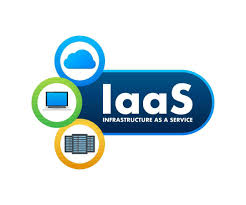 IaaS
INFRASTRUCTURE AS A SERVICE